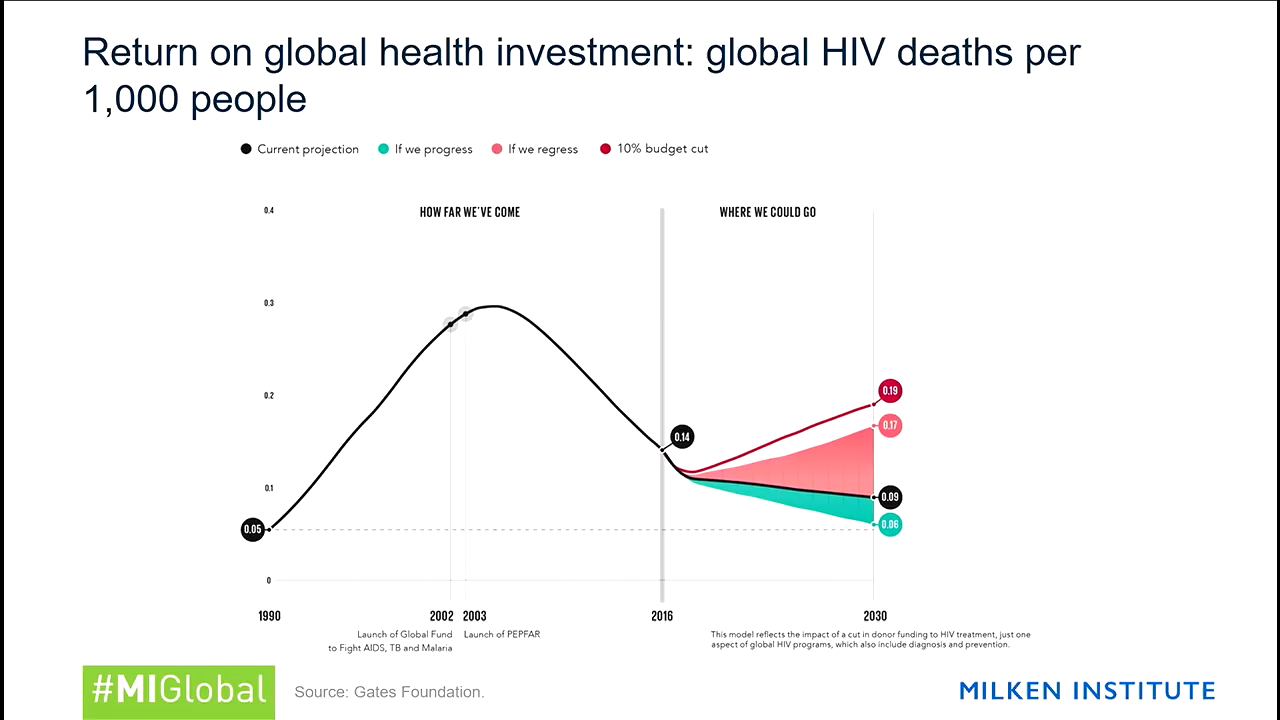 Return on global health investment: global HIV deaths per
1,000 people
Current projection
If we progress
If we regress
10% budget cut
HOW FAR WE'VE COME
WHERE WE COULD GO
0.4
0.3
0.2
0.1
0
0.05
0.14
0.19
0.17
0.09
0.06
1990
2002
2003
2016
2030
Launch of Global Fund
to Fight AIDS, TB and Malaria
Launch of PEPFAR
This model reflects the impact of a cut in donor funding to HIV treatment, just one
aspect of global HIV programs, which also include diagnosis and prevention.
#MIGlobal
Source: Gates Foundation.
MILKEN INSTITUTE